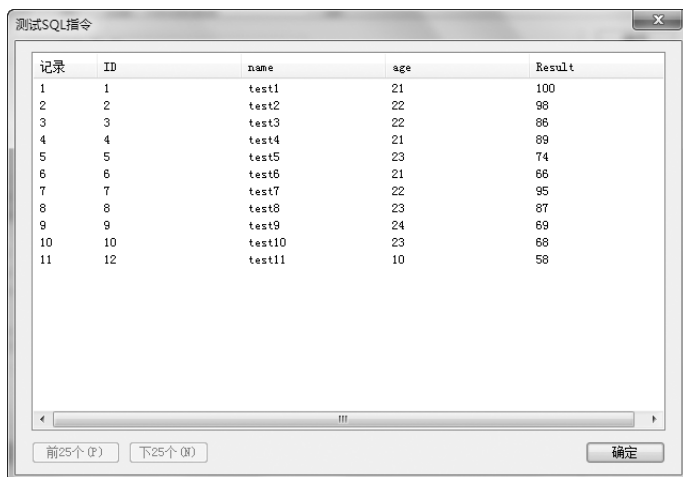 测试SQL指令
记录 ID name age Result
1 1 test1 21 100
2 2 test2 22 98
3 3 test3 22 86
4 4 test4 21 89
5 5 test5 23 74
6 6 test6 21 66
7 7 test7 22 95
8 8 test8 23 87
9 9 test9 24 69
10 10 test10 23 68
11 12 test11 10 58
前25个(P) 下25个(N) 确定